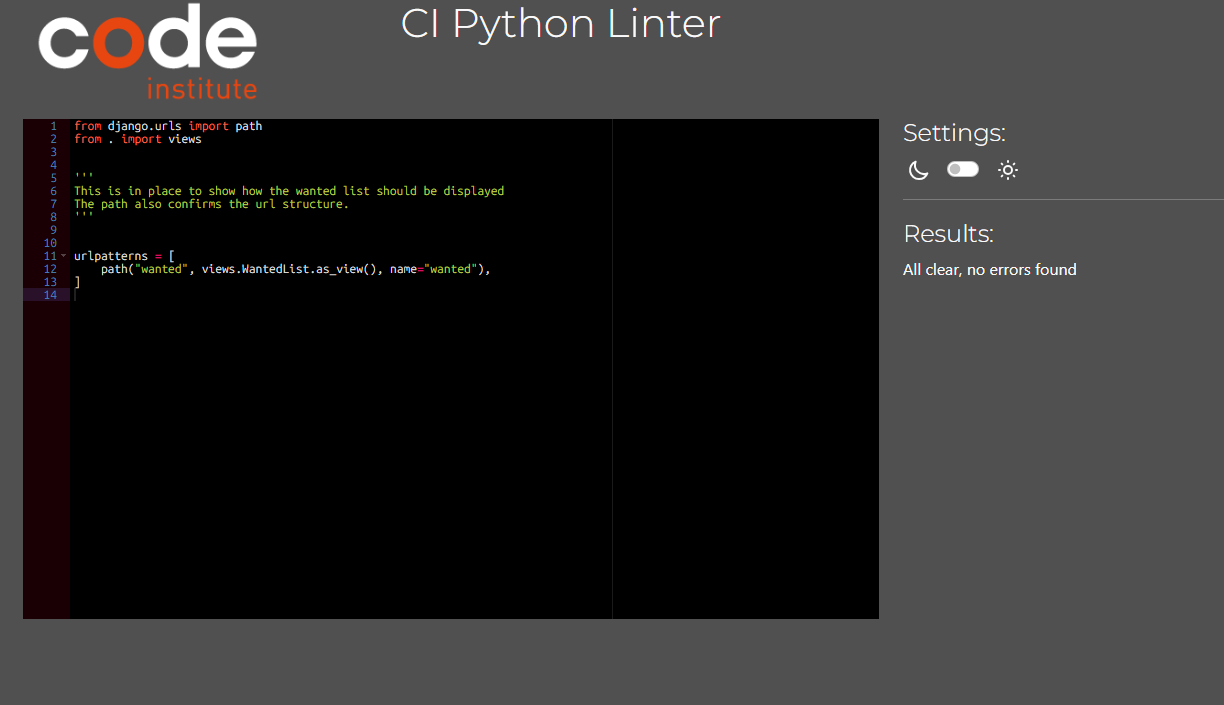 code
institute
CI Python Linter
1 from django.urls import path
2 from . import views
3
4
5 '''
6 This is in place to show how the wanted list should be displayed
7 The path also confirms the url structure.
8 '''
9
10
11 urlpatterns = [
12     path("wanted", views.WantedList.as_view(), name="wanted"),
13 ]
14
Settings:
Results:
All clear, no errors found